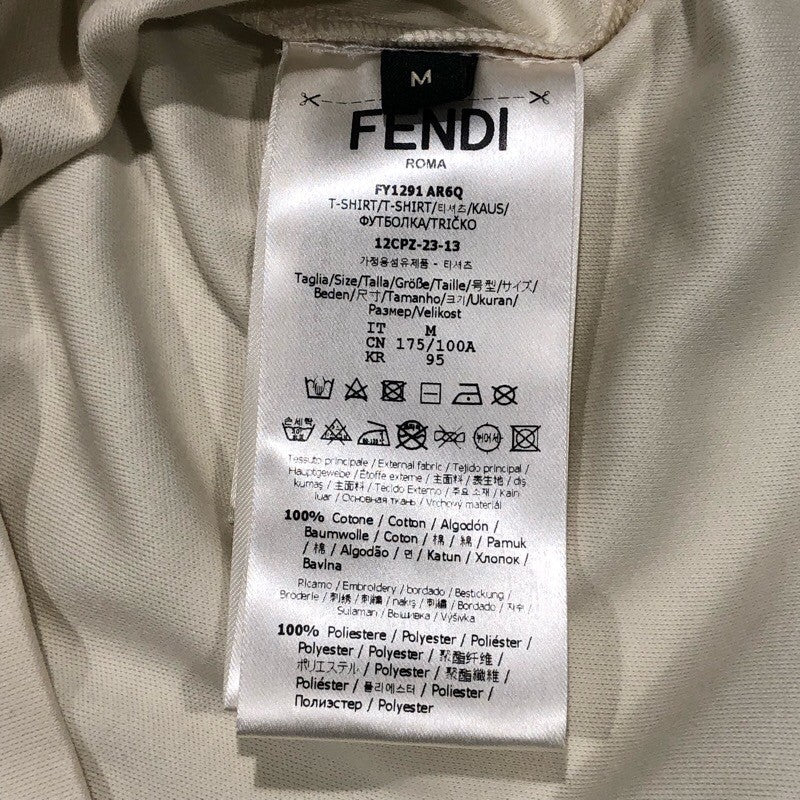 M
FENDI
ROMA
FY1291 AR6Q
T-SHIRT/T-SHIRT/티셔츠/KAUS/
ФУТБОЛКА/TRIČKO
12CPZ-23-13
가정용섬유제품 - 티셔츠
Taglia/Size/Talla/Größe/Taille/号型/サイズ/
Beden/尺寸/Tamanho/크기/Ukuran/
Размер/Velikost
IT M
CN 175/100A
KR 95
손세탁
Tessuto principale / External fabric / Tejido principal /
Hauptgewebe / Étoffe externe / 主面料 / 表生地 / dış
kumaş / 主面料 / Tecido Externo / 주요 소재 / Kain
luar / Основная ткань / Vrchový materiál
100% Cotone / Cotton / Algodón /
Baumwolle / Coton / 棉 / 綿 / Pamuk
/ 棉 / Algodão / 면 / Katun / Хлопок /
Bavlna
Ricamo / Embroidery / bordado / Bestickung /
Broderie / 刺绣 / 刺繍 / nakış / 刺繡 / Bordado / 자수 /
Sulaman / Вышивка / Výšivka
100% Poliestere / Polyester / Poliéster /
Polyester / Polyester / 聚酯纤维 /
ポリエステル / Polyester / 聚酯纖維 /
Poliéster / 폴리에스터 / Poliester /
Полиэстер / Polyester